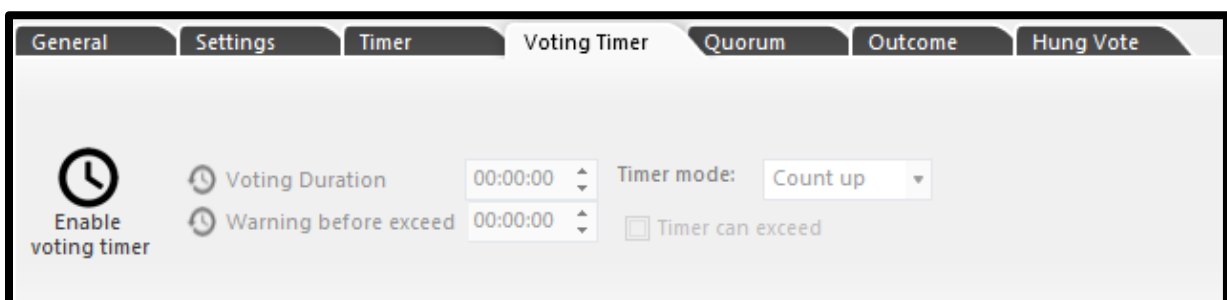 General Settings Timer Voting Timer Quorum Outcome Hung Vote
Voting Duration 00:00:00 Timer mode: Count up
Enable Warning before exceed 00:00:00 Timer can exceed
voting timer